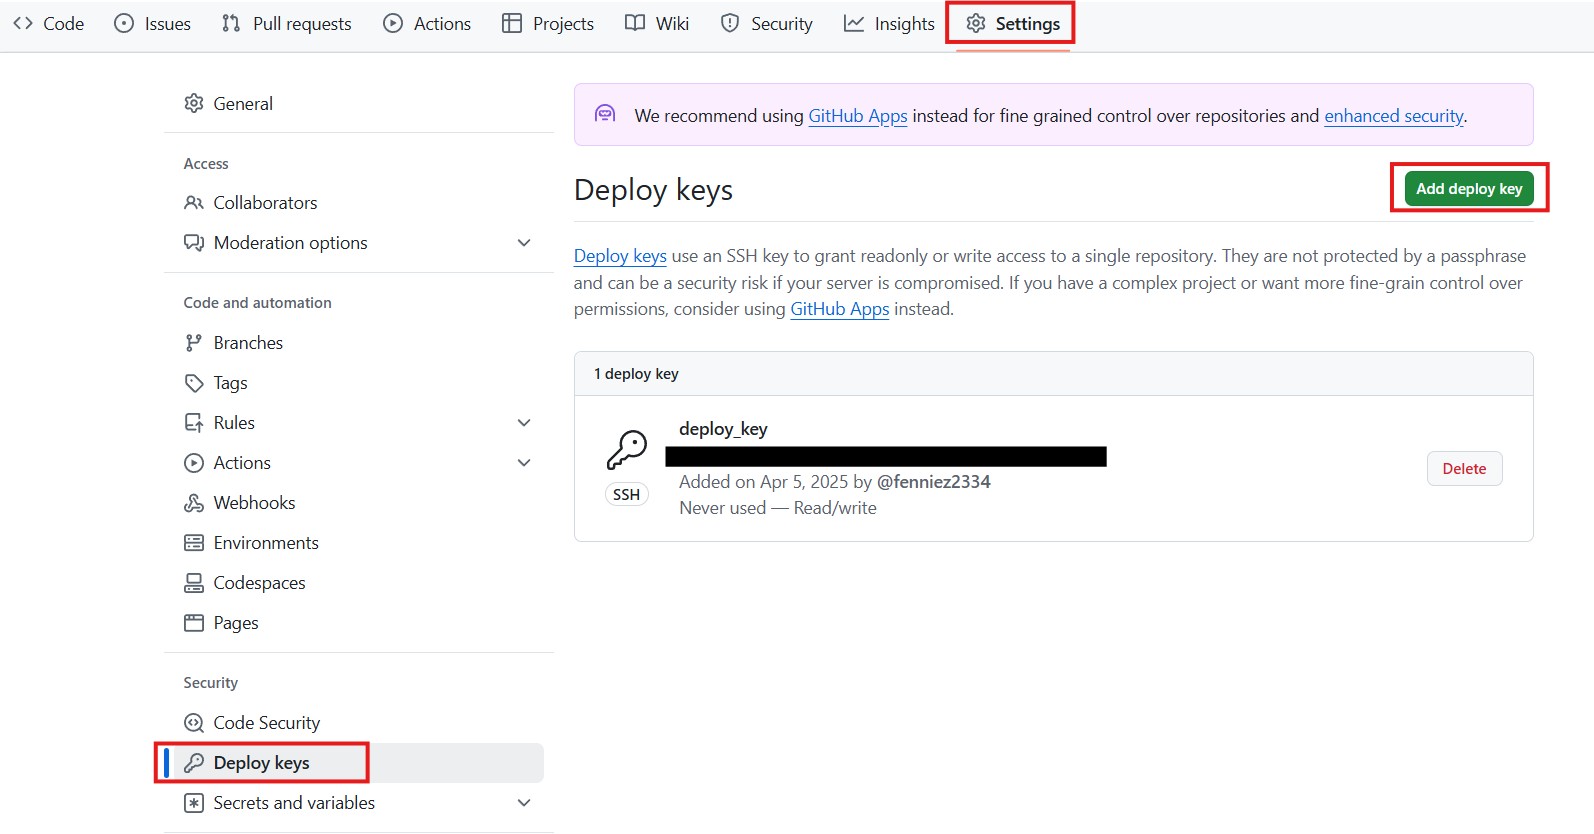 Code Issues Pull requests Actions Projects Wiki Security Insights Settings
General
Access
Collaborators
Moderation options
Code and automation
Branches
Tags
Rules
Actions
Webhooks
Environments
Codespaces
Pages
Security
Code Security
Deploy keys
Secrets and variables
We recommend using GitHub Apps instead for fine grained control over repositories and enhanced security.
Deploy keys
Add deploy key
Deploy keys use an SSH key to grant readonly or write access to a single repository. They are not protected by a passphrase
and can be a security risk if your server is compromised. If you have a complex project or want more fine-grain control over
permissions, consider using GitHub Apps instead.
1 deploy key
deploy_key
Added on Apr 5, 2025 by @fenniez2334
Never used — Read/write
SSH
Delete